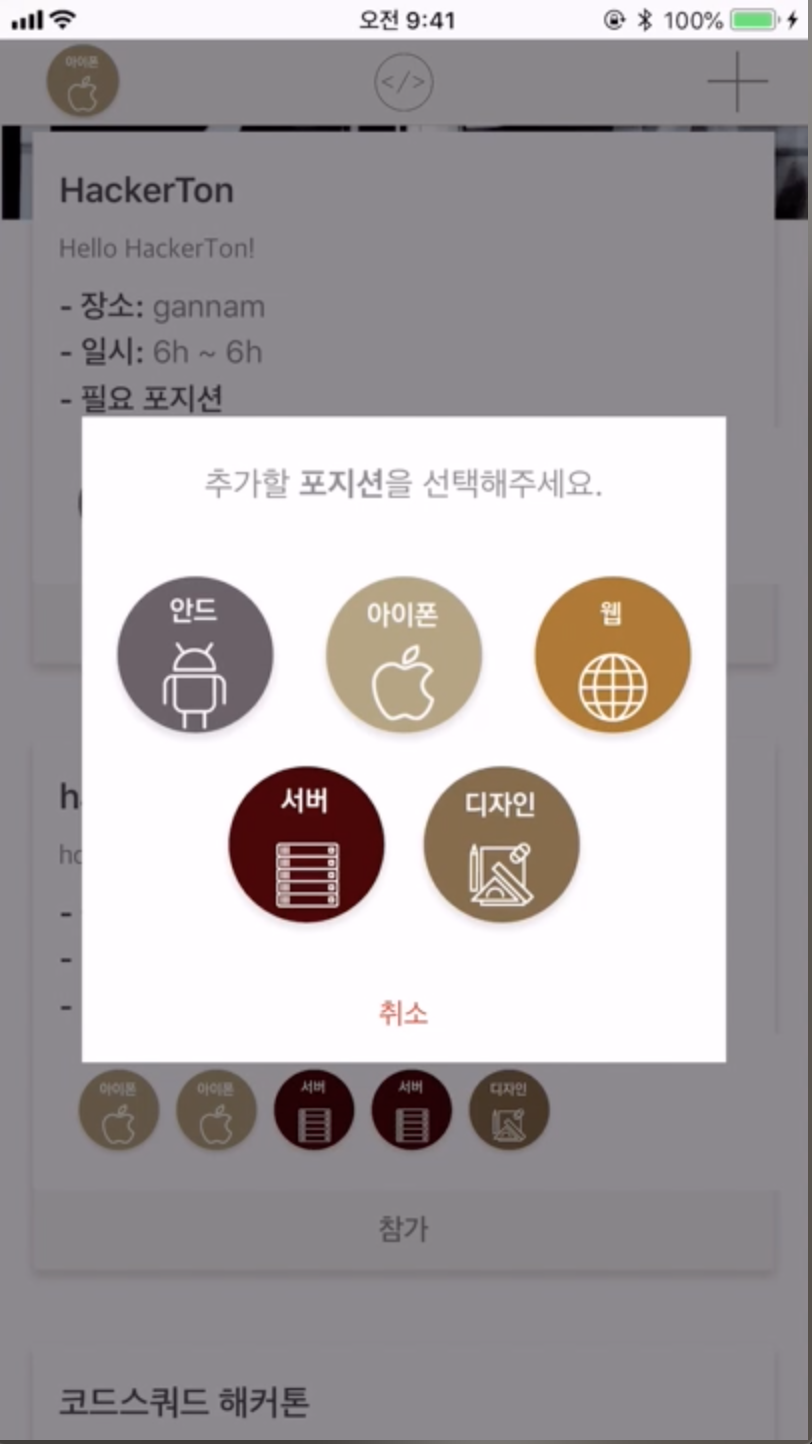 오전 9:41
100%
아이폰
</>
HackerTon
Hello HackerTon!
- 장소: gannam
- 일시: 6h ~ 6h
- 필요 포지션
추가할 포지션을 선택해주세요.
안드
아이폰
웹
서버
디자인
취소
아이폰
아이폰
서버
서버
디자인
참가
코드스쿼드 해커톤